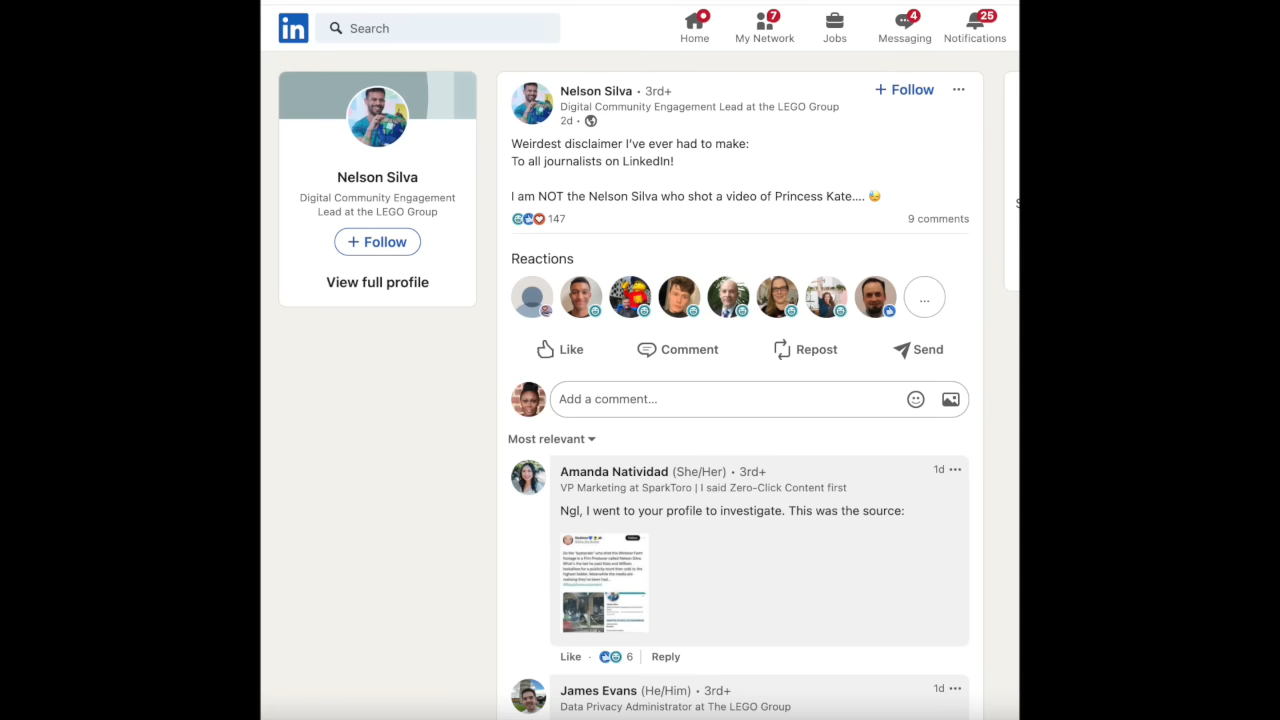 in
Search
Home
7
My Network
Jobs
4
Messaging
25
Notifications
Nelson Silva
Digital Community Engagement
Lead at the LEGO Group
+ Follow
View full profile
Nelson Silva • 3rd+
Digital Community Engagement Lead at the LEGO Group
2d •
+ Follow
Weirdest disclaimer I've ever had to make:
To all journalists on LinkedIn!
I am NOT the Nelson Silva who shot a video of Princess Kate....
147
9 comments
Reactions
...
Like
Comment
Repost
Send
Add a comment...
Most relevant
Amanda Natividad (She/Her) • 3rd+
1d
VP Marketing at SparkToro | I said Zero-Click Content first
Ngl, I went to your profile to investigate. This was the source:
Like · 6 | Reply
James Evans (He/Him) • 3rd+
1d
Data Privacy Administrator at The LEGO Group